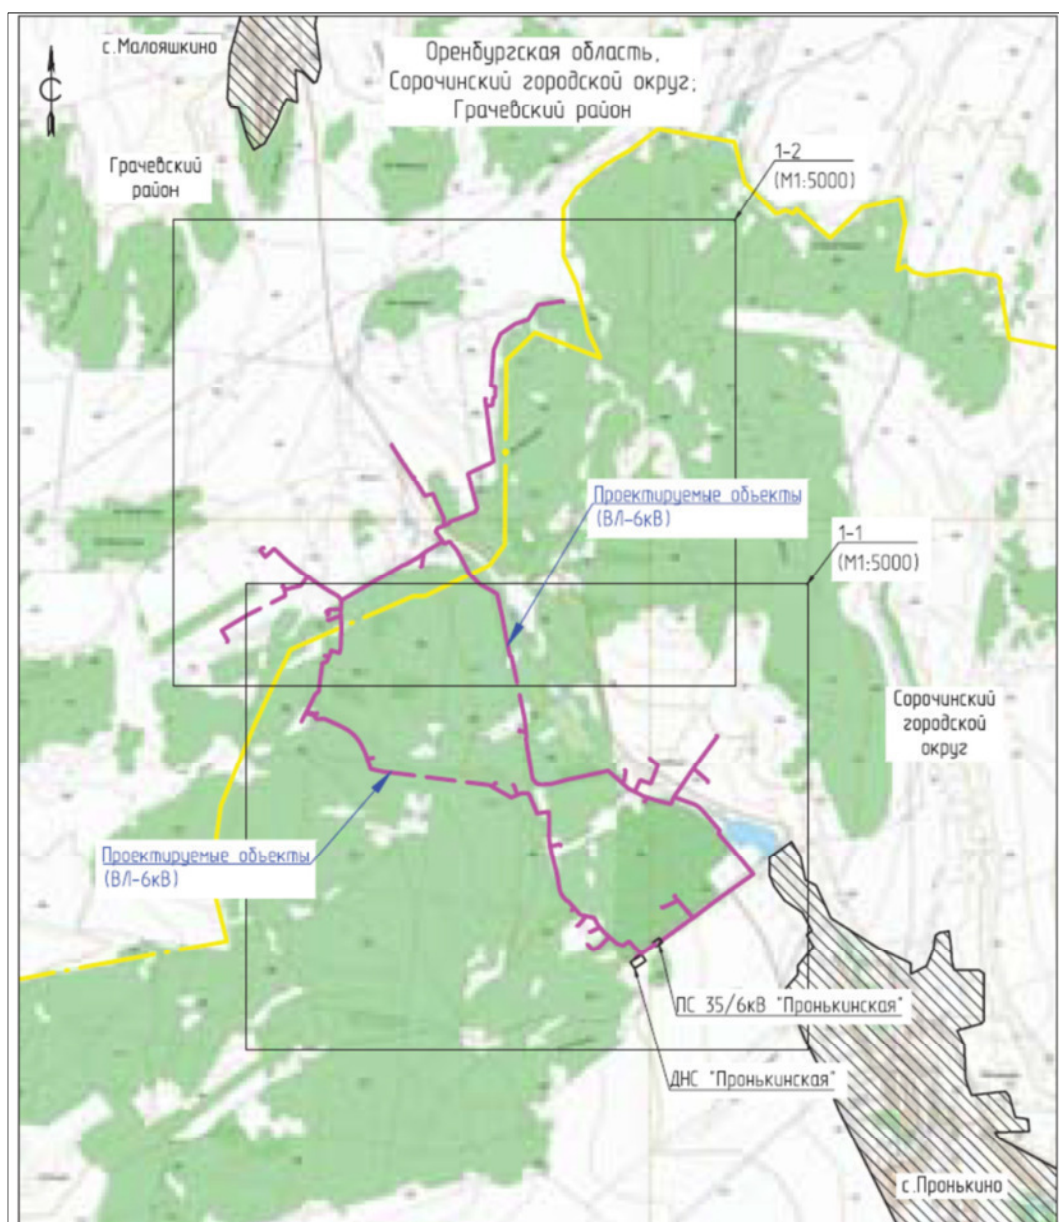 с.Малояшкино
Оренбургская область,
Сорочинский городской округ;
Грачевский район
С
1-2
(М1:5000)
Грачевский
район
Проектируемые объекты
(ВЛ-6кВ)
1-1
(М1:5000)
Сорочинский
городской
округ
Проектируемые объекты
(ВЛ-6кВ)
ПС 35/6кВ "Пронькинская"
ДНС "Пронькинская"
с.Пронькино